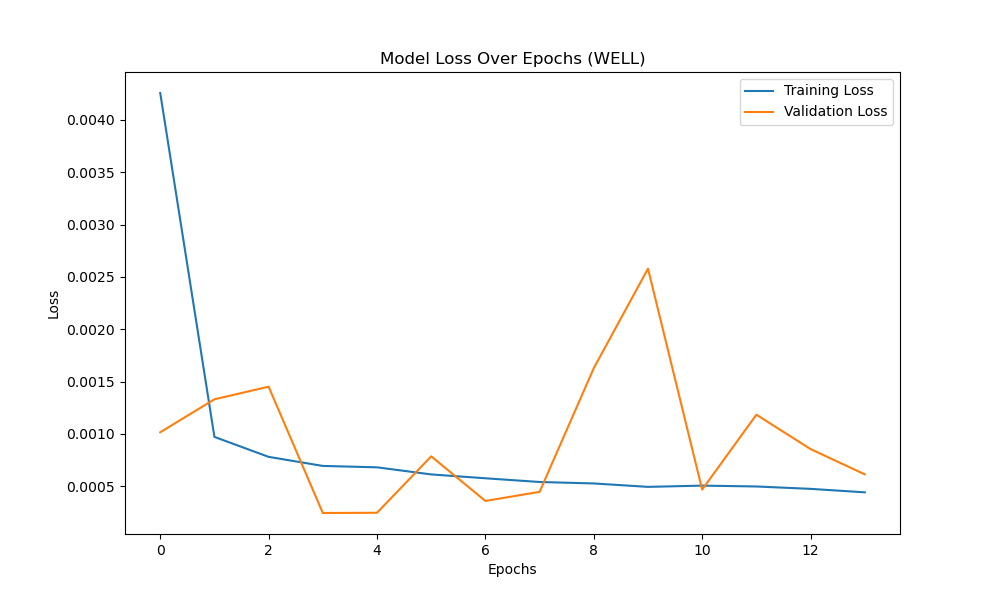 Model Loss Over Epochs (WELL)
Training Loss
Validation Loss
0.0040
0.0035
0.0030
0.0025
0.0020
0.0015
0.0010
0.0005
Loss
0 2 4 6 8 10 12
Epochs